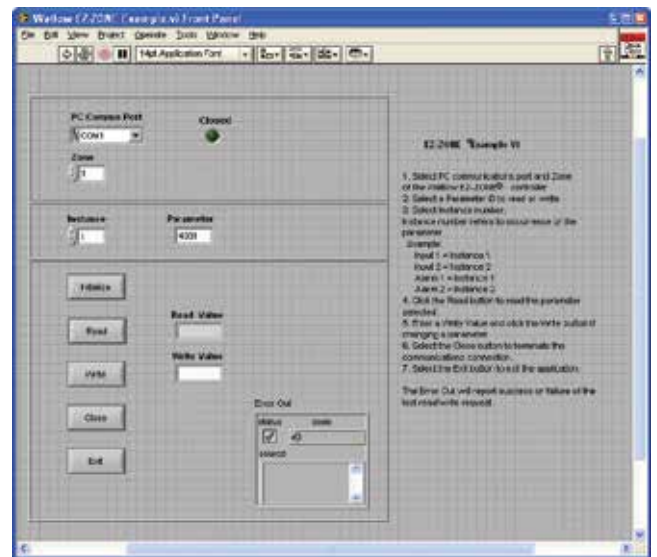 Watlow EZ-ZONE Example.vi Front Panel
File Edit View Project Operate Tools Window Help
14pt Application Font
PC Comms Port
Closed
COM1
Zone
1
EZ-ZONE Example VI
1. Select PC communications port and Zone
of the Watlow EZ-ZONE® controller
2. Select a Parameter ID to read or write
3. Select Instance number.
Instance number refers to occurrence of the
parameter
Example:
Input 1 = Instance 1
Input 2 = Instance 2
Alarm 1 = Instance 1
Alarm 2 = Instance 2
4. Click the Read button to read the parameter
selected.
5. Enter a Write Value and click the Write button if
changing a parameter.
6. Select the Close button to terminate the
communications connection.
7. Select the Exit button to exit the application.
The Error Out will report success or failure of the
last read/write request.
Instance
Parameter
1
4001
Initialize
Read
Read Value
Write
Write Value
Close
Exit
Error Out
status
code
0
source